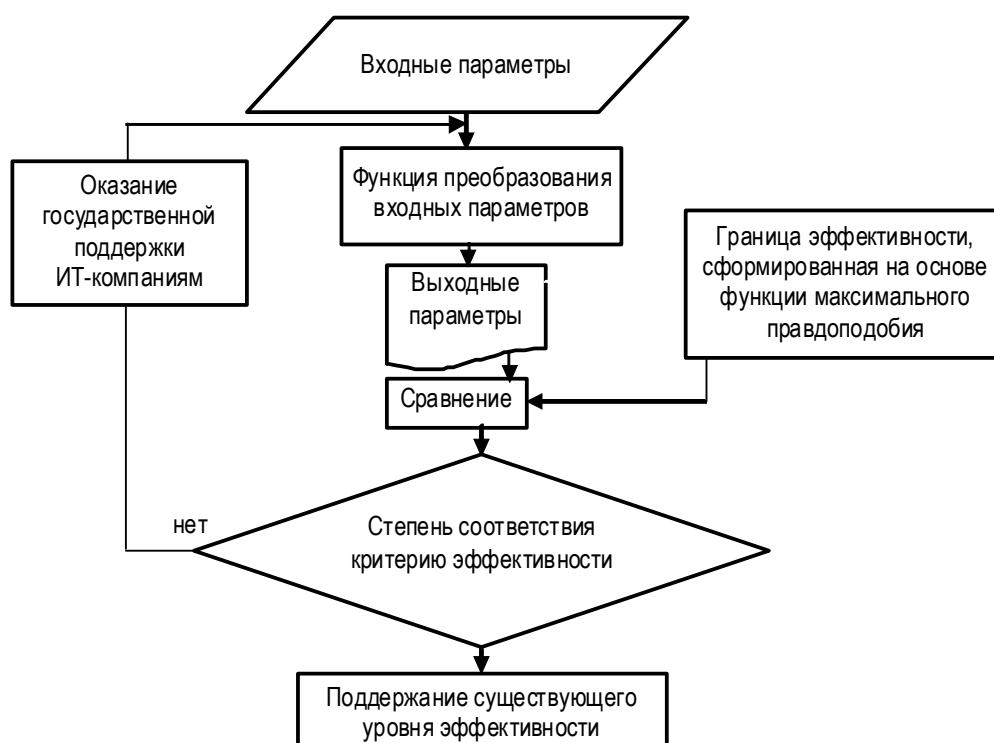 Входные параметры
Оказание
государственной
поддержки
ИТ-компаниям
Функция преобразования
входных параметров
Граница эффективности,
сформированная на основе
функции максимального
правдоподобия
Выходные
параметры
Сравнение
нет
Степень соответствия
критерию эффективности
Поддержание существующего
уровня эффективности